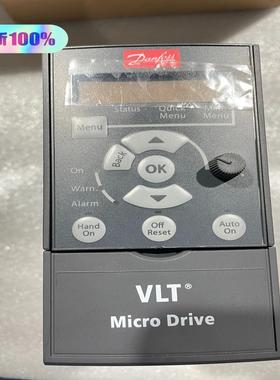 新100%
Danfoss
Status Quick Menu Main Menu
Menu
Back
On
OK
Warn.
Alarm
Hand On
Off Reset
Auto On
VLT®
Micro Drive